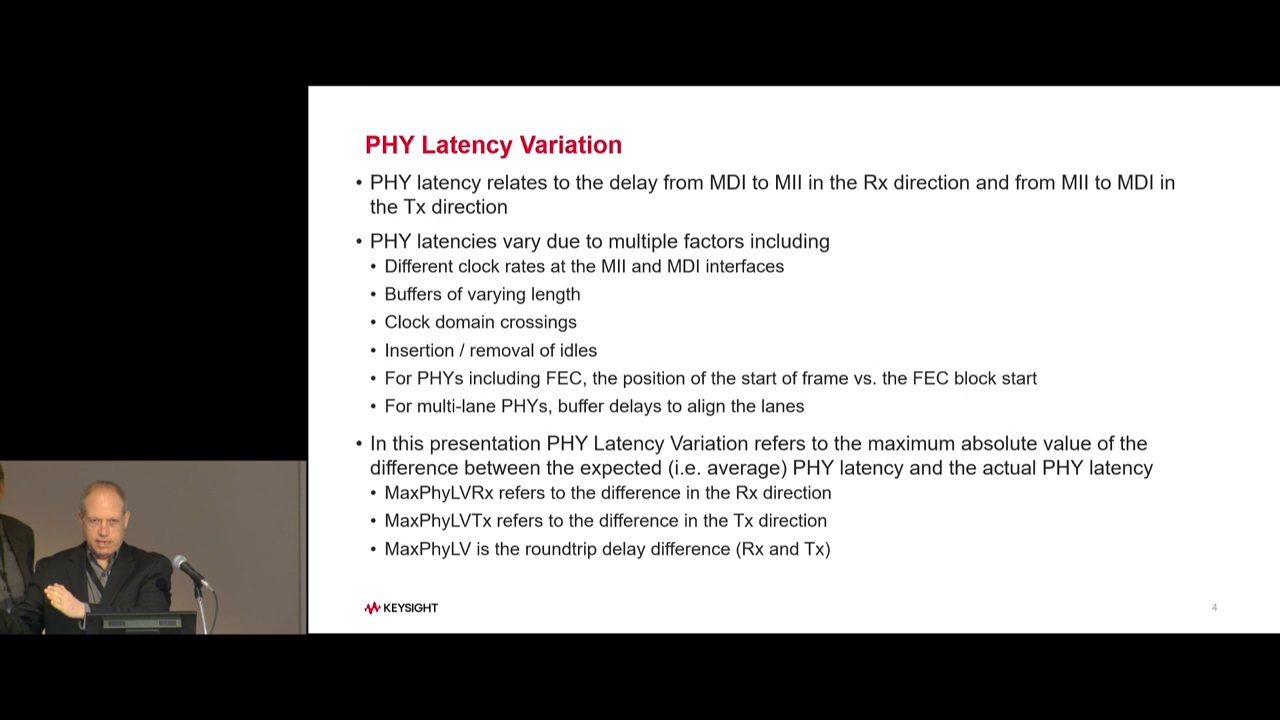 PHY Latency Variation
• PHY latency relates to the delay from MDI to MII in the Rx direction and from MII to MDI in
the Tx direction
• PHY latencies vary due to multiple factors including
• Different clock rates at the MII and MDI interfaces
• Buffers of varying length
• Clock domain crossings
• Insertion / removal of idles
• For PHYs including FEC, the position of the start of frame vs. the FEC block start
• For multi-lane PHYs, buffer delays to align the lanes
• In this presentation PHY Latency Variation refers to the maximum absolute value of the
difference between the expected (i.e. average) PHY latency and the actual PHY latency
• MaxPhyLVRx refers to the difference in the Rx direction
• MaxPhyLVTx refers to the difference in the Tx direction
• MaxPhyLV is the roundtrip delay difference (Rx and Tx)
KEYSIGHT
4